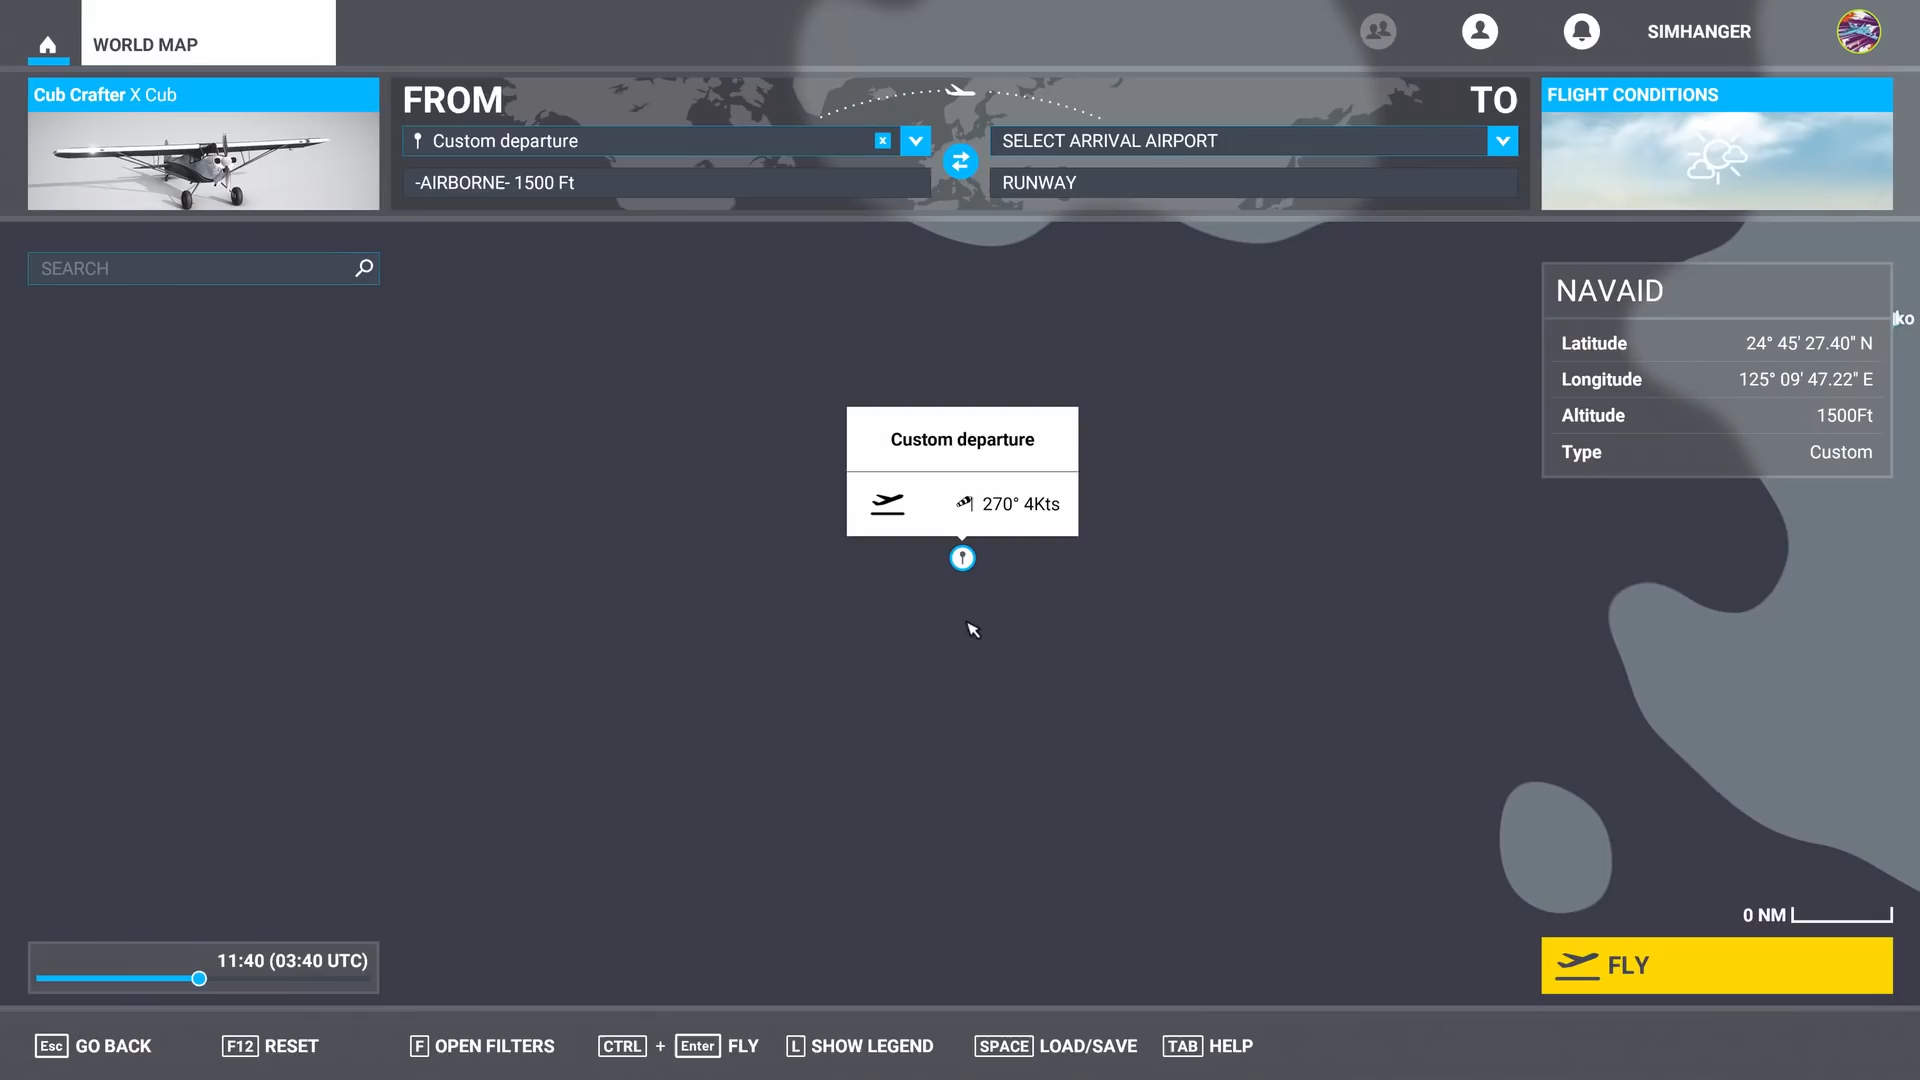 WORLD MAP
SIMHANGER
Cub Crafter X Cub
FROM
TO
FLIGHT CONDITIONS
Custom departure
x
SELECT ARRIVAL AIRPORT
-AIRBORNE- 1500 Ft
RUNWAY
SEARCH
NAVAID
ko
Latitude 24° 45' 27.40" N
Longitude 125° 09' 47.22" E
Altitude 1500Ft
Type Custom
Custom departure
270° 4Kts
0 NM
11:40 (03:40 UTC)
FLY
Esc GO BACK F12 RESET F OPEN FILTERS CTRL + Enter FLY L SHOW LEGEND SPACE LOAD/SAVE TAB HELP